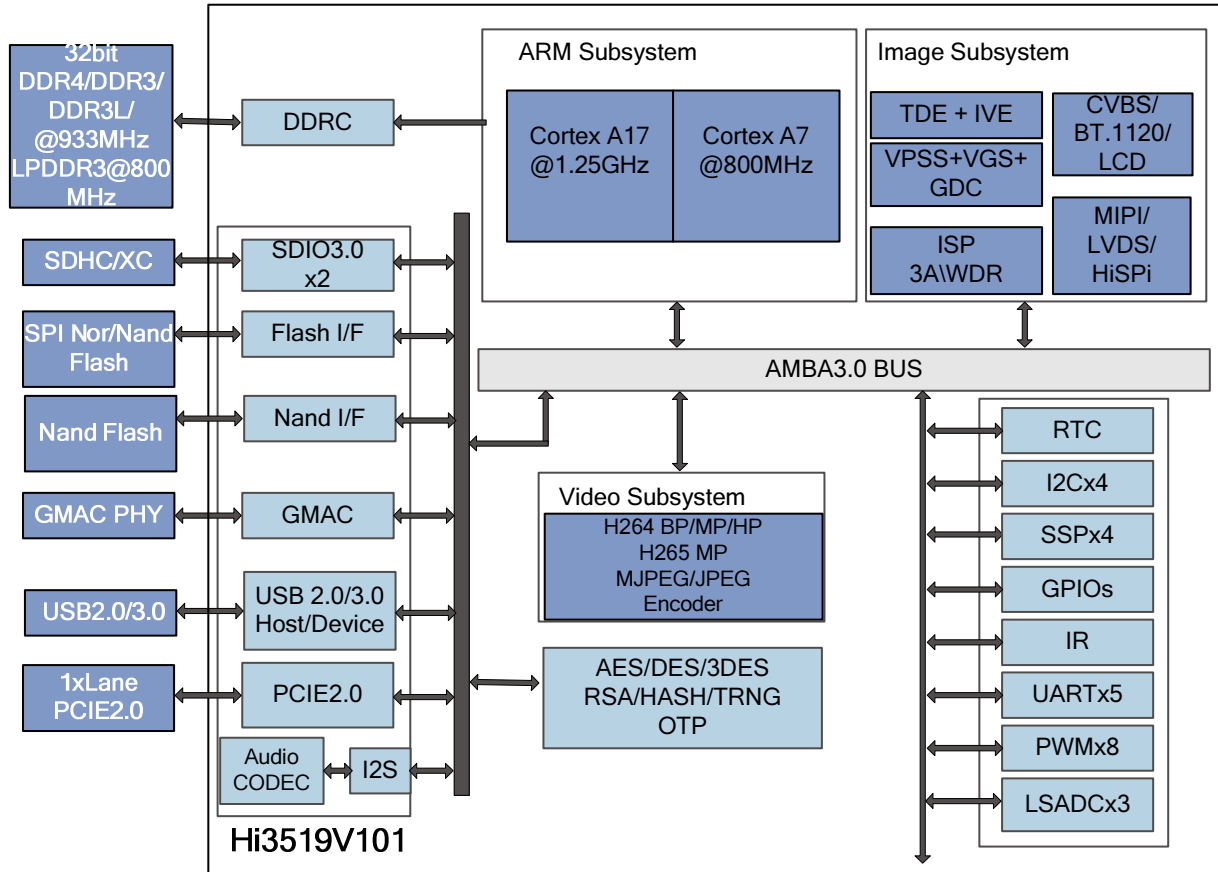 32bit
DDR4/DDR3/
DDR3L/
@933MHz
LPDDR3@800
MHz
DDRC
ARM Subsystem
Cortex A17
@1.25GHz
Cortex A7
@800MHz
Image Subsystem
TDE + IVE
VPSS+VGS+
GDC
ISP
3A\WDR
CVBS/
BT.1120/
LCD
MIPI/
LVDS/
HiSPi
SDHC/XC
SDIO3.0
x2
SPI Nor/Nand
Flash
Flash I/F
Nand Flash
Nand I/F
GMAC PHY
GMAC
USB2.0/3.0
USB 2.0/3.0
Host/Device
1xLane
PCIE2.0
PCIE2.0
Audio
CODEC
I2S
Hi3519V101
AMBA3.0 BUS
Video Subsystem
H264 BP/MP/HP
H265 MP
MJPEG/JPEG
Encoder
AES/DES/3DES
RSA/HASH/TRNG
OTP
RTC
I2Cx4
SSPx4
GPIOs
IR
UARTx5
PWMx8
LSADCx3